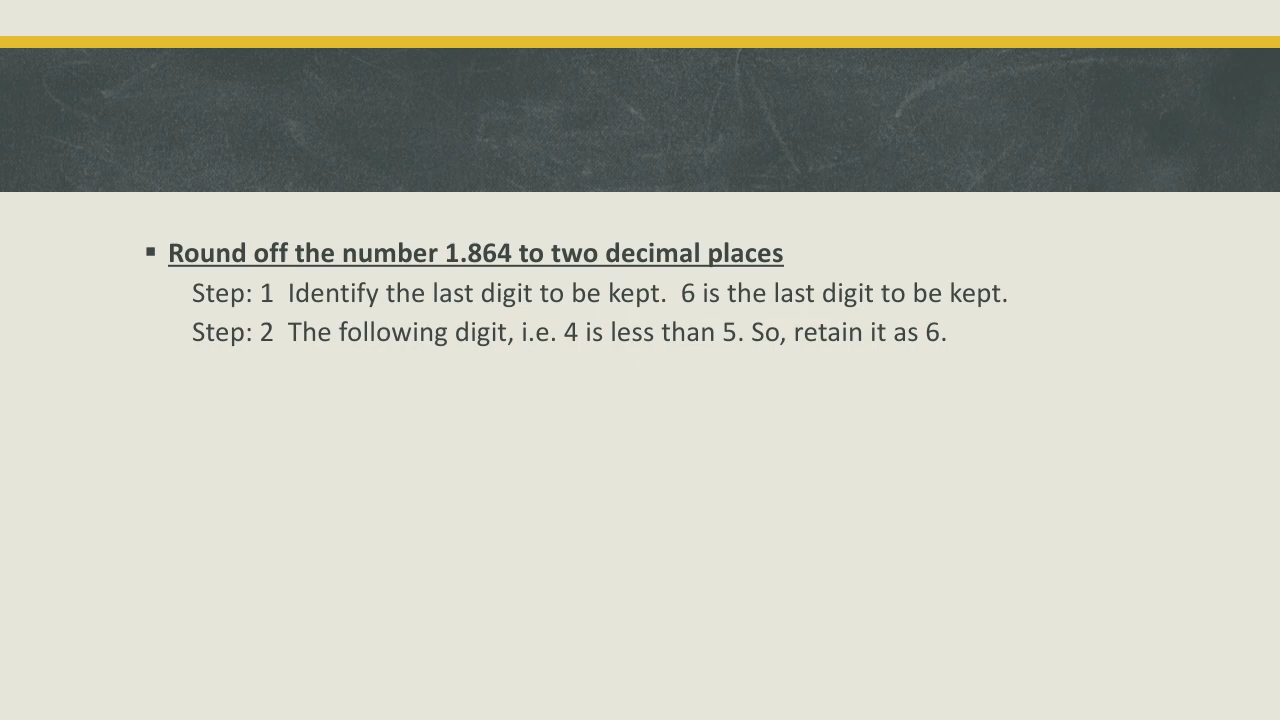 ▪ Round off the number 1.864 to two decimal places
Step: 1 Identify the last digit to be kept. 6 is the last digit to be kept.
Step: 2 The following digit, i.e. 4 is less than 5. So, retain it as 6.